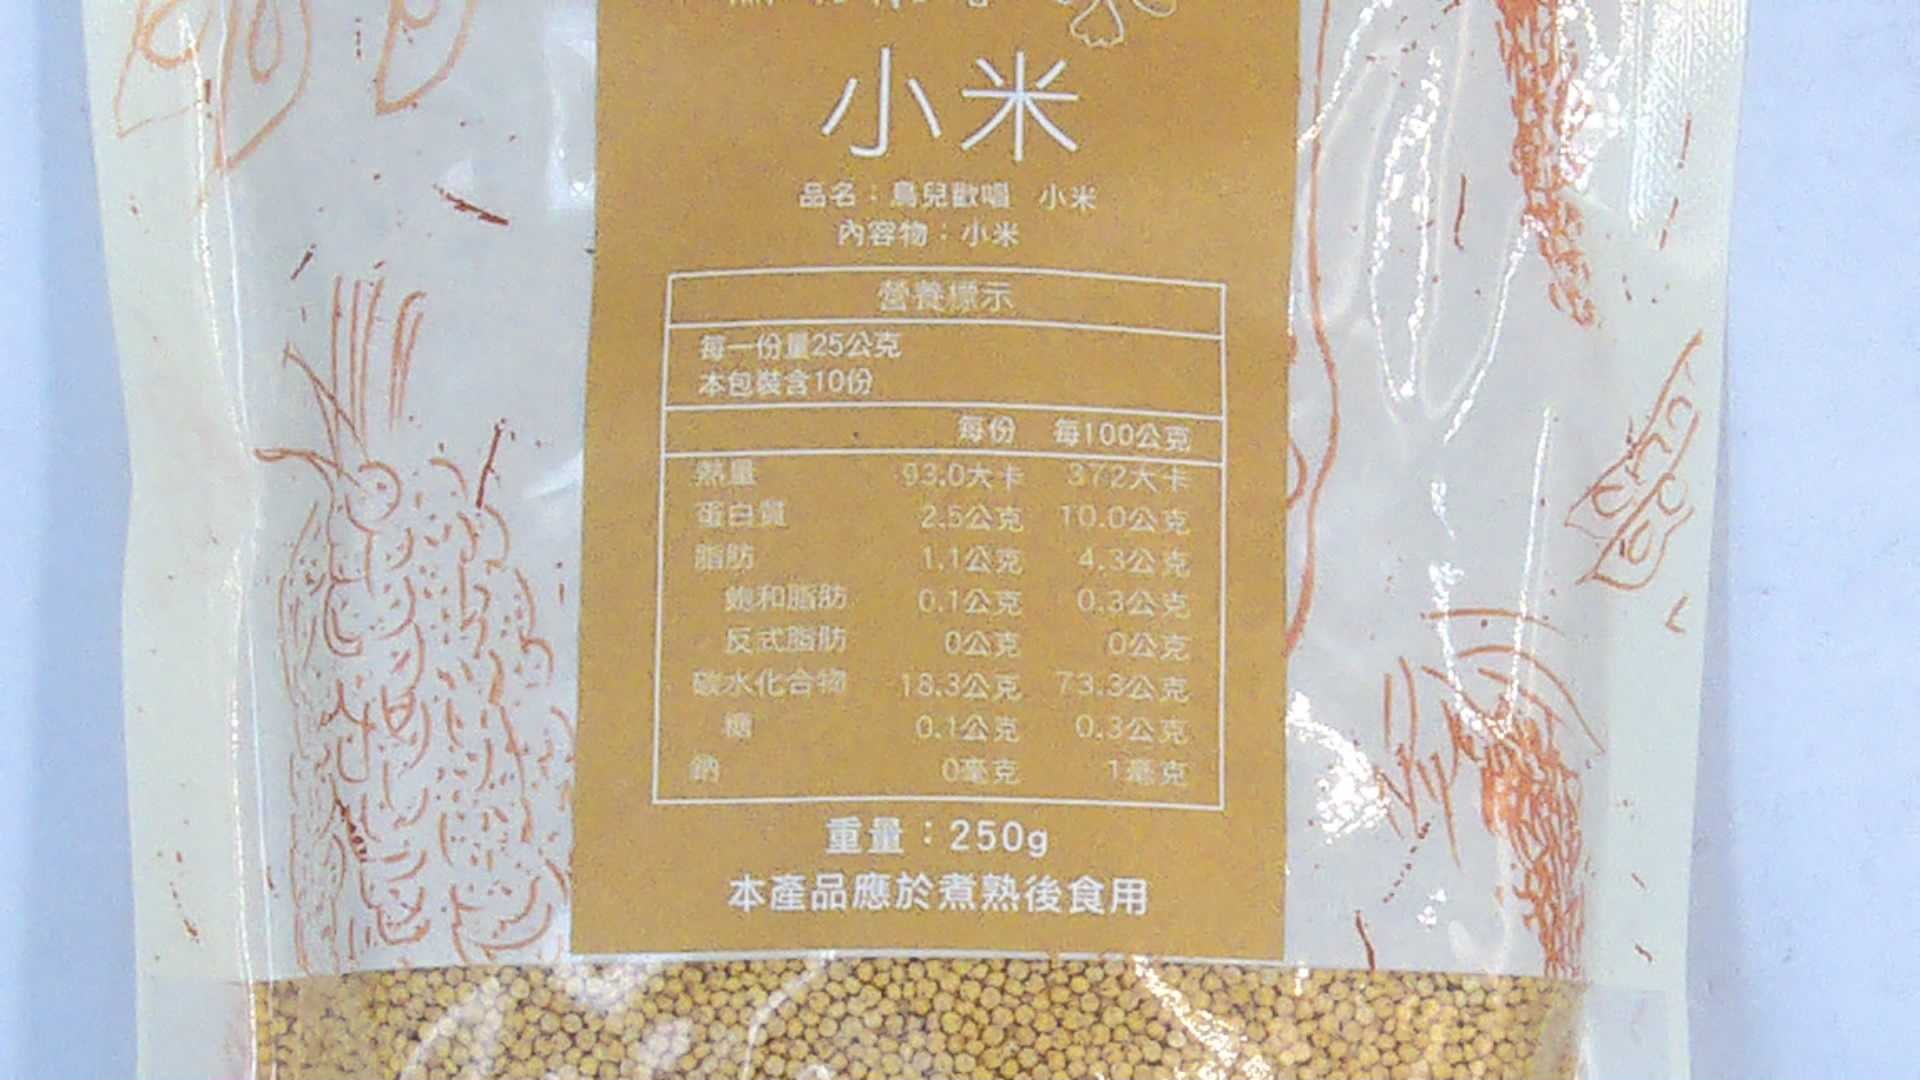 小米
品名：鳥兒歡唱 小米
內容物：小米
營養標示
每一份量25公克
本包裝含10份
每份 每100公克
熱量 93.0大卡 372大卡
蛋白質 2.5公克 10.0公克
脂肪 1.1公克 4.3公克
飽和脂肪 0.1公克 0.3公克
反式脂肪 0公克 0公克
碳水化合物 18.3公克 73.3公克
糖 0.1公克 0.3公克
鈉 0毫克 1毫克
重量：250g
本產品應於煮熟後食用